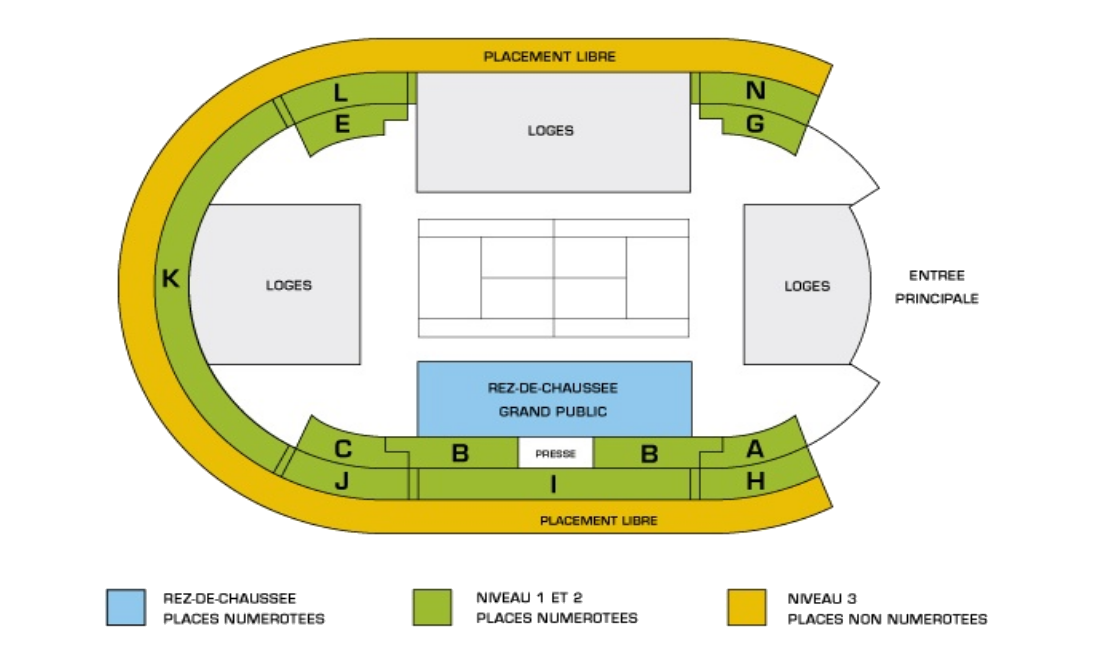 PLACEMENT LIBRE
L
N
E
G
LOGES
K
LOGES
LOGES
ENTREE
PRINCIPALE
REZ-DE-CHAUSSEE
GRAND PUBLIC
C
B
PRESSE
B
A
J
I
H
PLACEMENT LIBRE
REZ-DE-CHAUSSEE
PLACES NUMEROTEES
NIVEAU 1 ET 2
PLACES NUMEROTEES
NIVEAU 3
PLACES NON NUMEROTEES